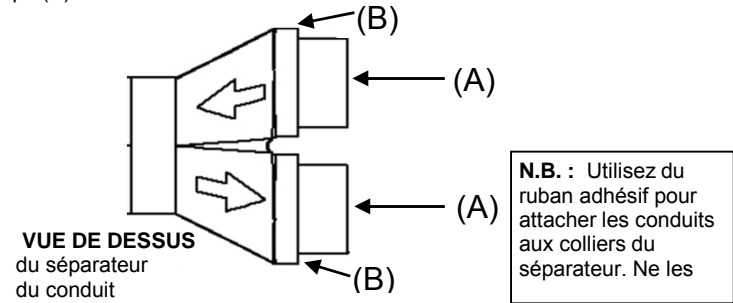 (B)
(A)
(A)
(B)
VUE DE DESSUS
du séparateur
du conduit
N.B. : Utilisez du
ruban adhésif pour
attacher les conduits
aux colliers du
séparateur. Ne les